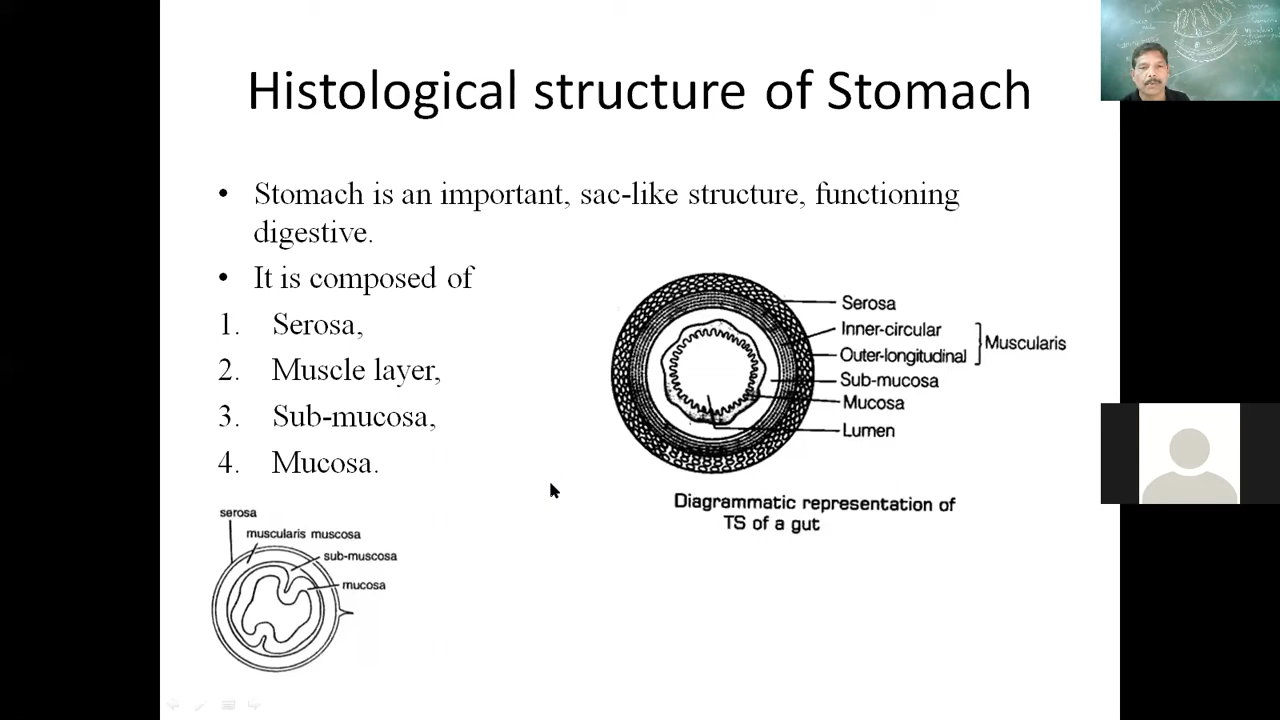 Histological structure of Stomach
• Stomach is an important, sac-like structure, functioning
digestive.
• It is composed of
1. Serosa,
2. Muscle layer,
3. Sub-mucosa,
4. Mucosa.
serosa
muscularis muscosa
sub-muscosa
mucosa
Serosa
Inner-circular
Outer-longitudinal
Muscularis
Sub-mucosa
Mucosa
Lumen
Diagrammatic representation of
TS of a gut